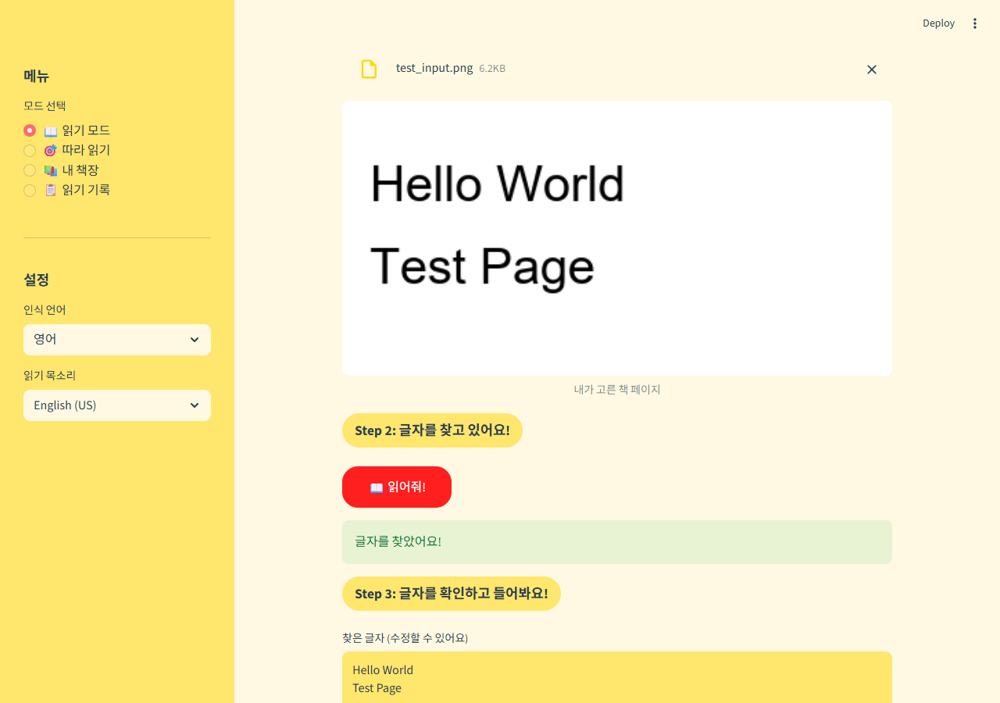 Deploy
메뉴
모드 선택
📖 읽기 모드
🎯 따라 읽기
📚 내 책장
📋 읽기 기록
설정
인식 언어
영어
읽기 목소리
English (US)
test_input.png 6.2KB
Hello World
Test Page
내가 고른 책 페이지
Step 2: 글자를 찾고 있어요!
📖 읽어줘!
글자를 찾았어요!
Step 3: 글자를 확인하고 들어봐요!
찾은 글자 (수정할 수 있어요)
Hello World
Test Page